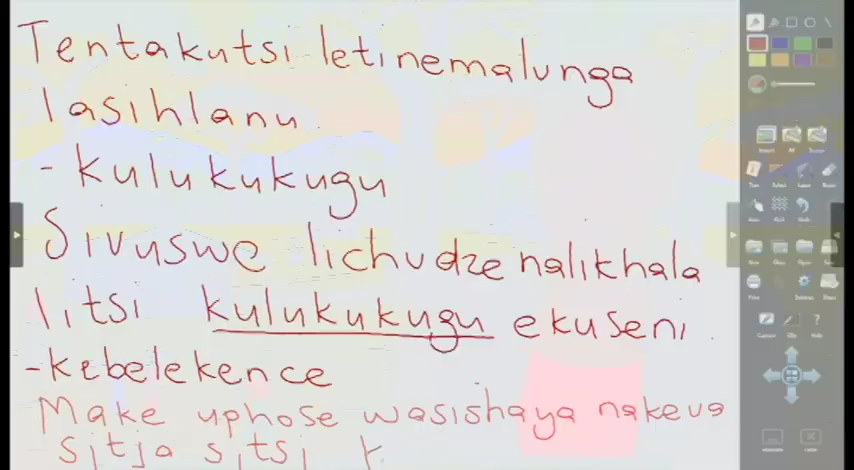 Tentakutsi letinemalunga
lasihlanu
- kulukukugu
Sivuswe lichudze nalikhala
litsi kulukukugu ekuseni
- kebelekence
Make uphose wasishaya nakeva
sitja sitsi k